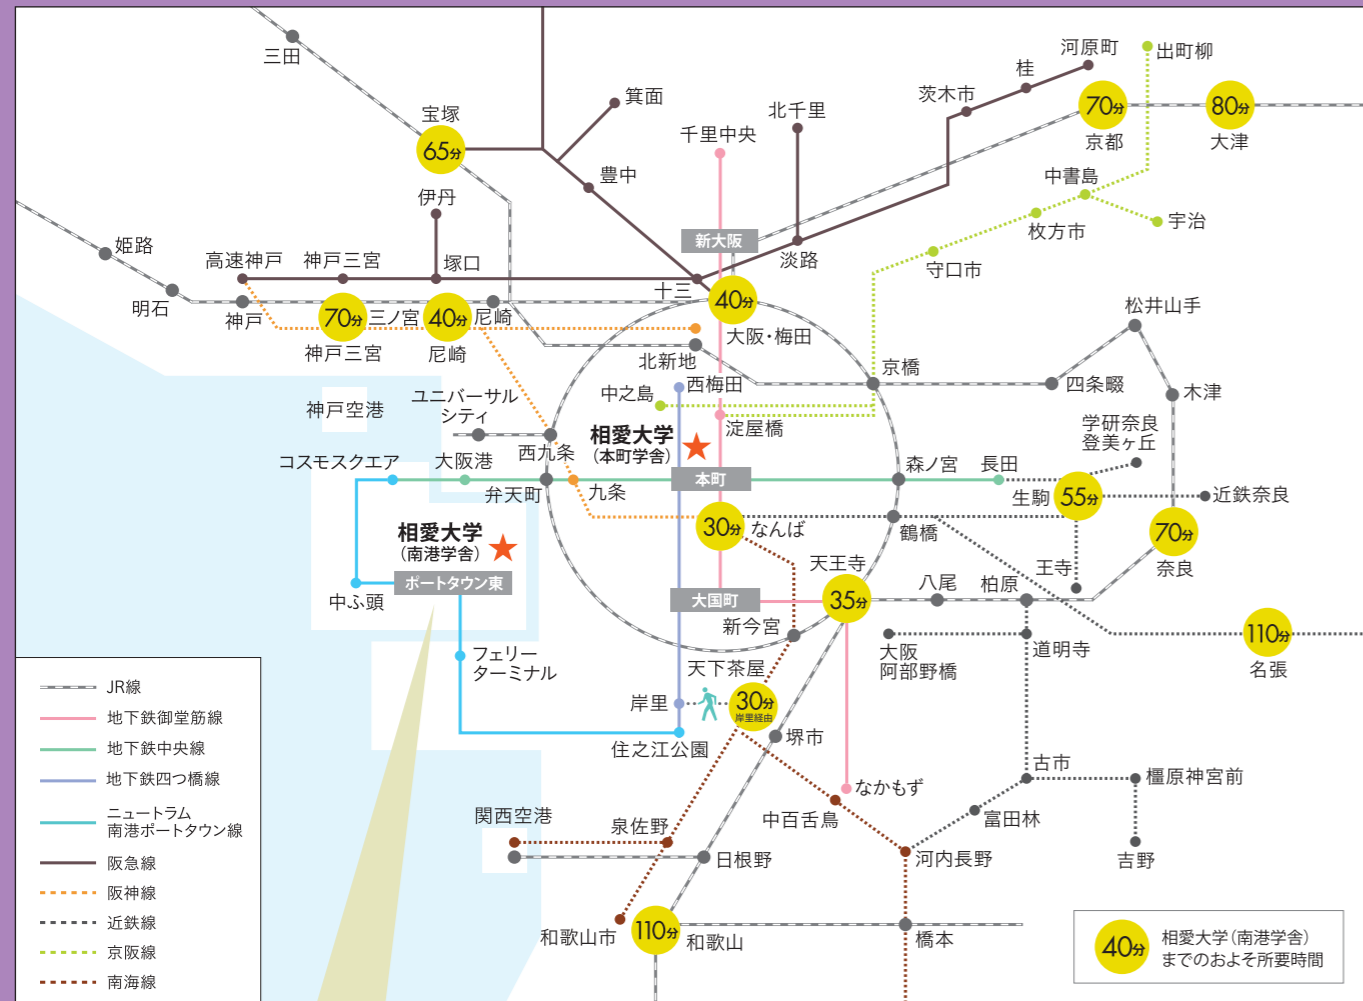 三田
河原町
出町柳
桂
箕面
茨木市
北千里
70分
80分
宝塚
千里中央
京都
大津
65分
豊中
中書島
伊丹
宇治
枚方市
姫路
新大阪
高速神戸
神戸三宮
塚口
淡路
守口市
明石
十三
40分
松井山手
神戸
70分
三ノ宮
40分
尼崎
大阪・梅田
神戸三宮
尼崎
北新地
京橋
西梅田
四条畷
木津
神戸空港
ユニバーサル
シティ
中之島
淀屋橋
学研奈良
登美ヶ丘
相愛大学
(本町学舎)
コスモスクエア
大阪港
西九条
森ノ宮
長田
本町
弁天町
九条
生駒
55分
近鉄奈良
相愛大学
(南港学舎)
30分
なんば
鶴橋
70分
天王寺
奈良
ポートタウン東
王寺
中ふ頭
大国町
35分
八尾
柏原
新今宮
110分
フェリー
ターミナル
大阪
阿部野橋
道明寺
名張
天下茶屋
岸里
30分
岸里経由
住之江公園
堺市
古市
橿原神宮前
なかもず
関西空港
泉佐野
中百舌鳥
富田林
日根野
河内長野
吉野
和歌山市
110分
和歌山
橋本
JR線
地下鉄御堂筋線
地下鉄中央線
地下鉄四つ橋線
ニュートラム
南港ポートタウン線
阪急線
阪神線
近鉄線
京阪線
南海線
40分
相愛大学(南港学舎)
までのおよそ所要時間